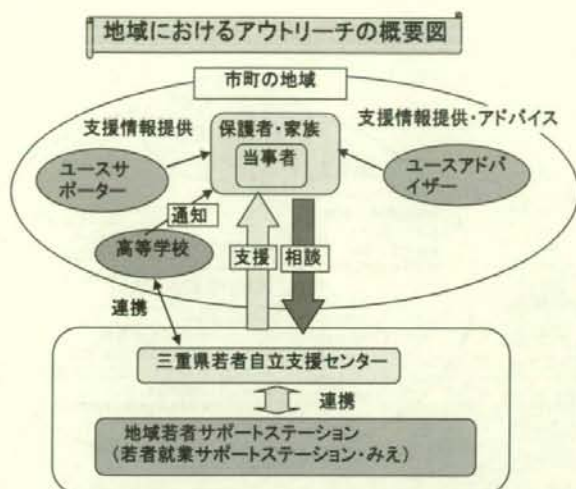 地域におけるアウトリーチの概要図
市町の地域
支援情報提供
保護者・家族
支援情報提供・アドバイス
当事者
ユースサ
ポーター
ユースアドバ
イザー
通知
高等学校
支援
相談
連携
三重県若者自立支援センター
連携
地域若者サポートステーション
(若者就業サポートステーション・みえ)